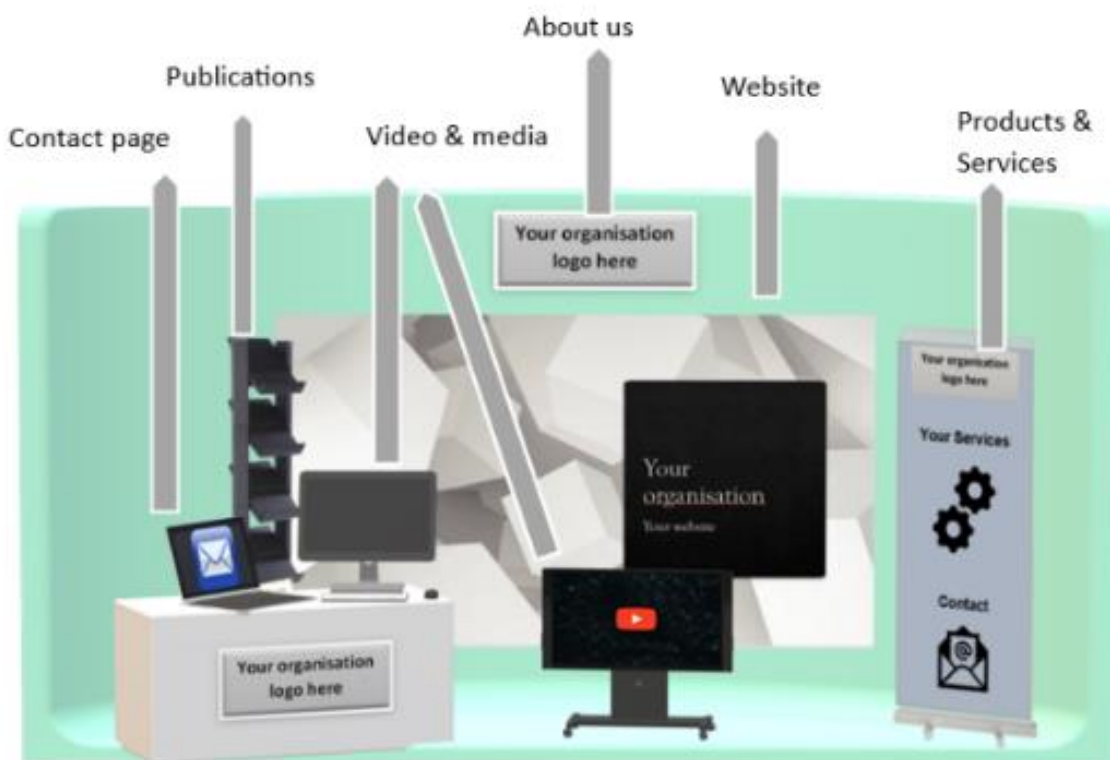 About us
Publications
Website
Contact page
Video & media
Products &
Services
Your organisation
logo here
Your organisation
logo here
Your Services
Your
organisation
Your website
Contact
@
Your organisation
logo here